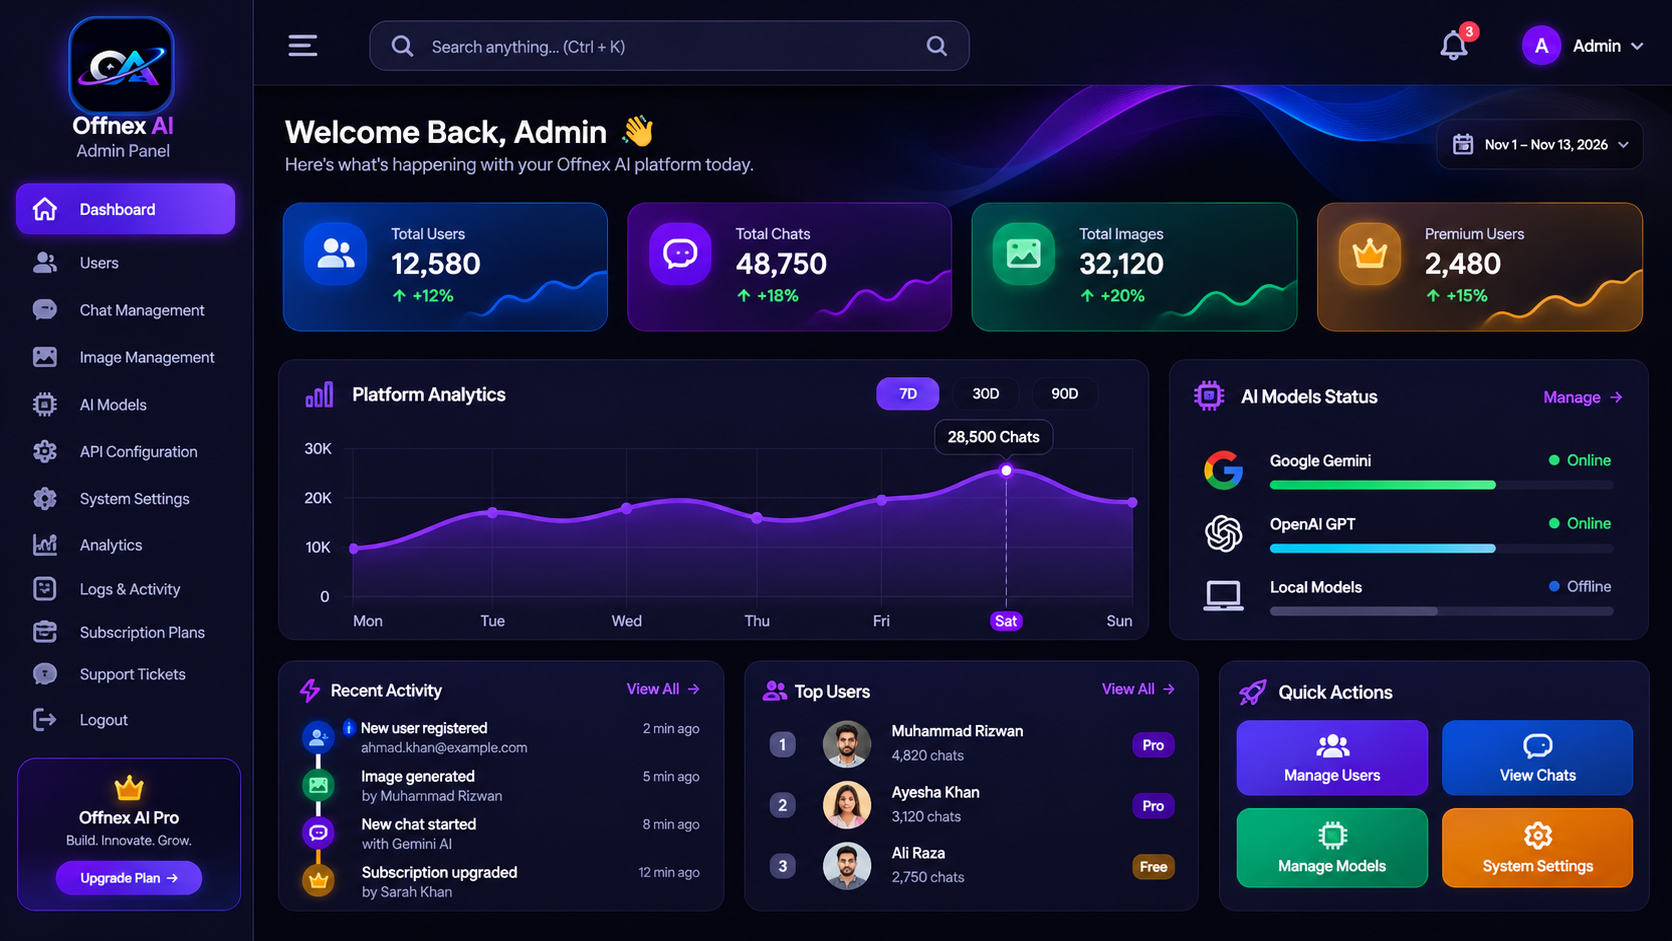 Offnex AI
Admin Panel
Dashboard
Users
Chat Management
Image Management
AI Models
API Configuration
System Settings
Analytics
Logs & Activity
Subscription Plans
Support Tickets
Logout
Offnex AI Pro
Build. Innovate. Grow.
Upgrade Plan →
Search anything... (Ctrl + K)
3
A
Admin
Welcome Back, Admin 👋
Here's what's happening with your Offnex AI platform today.
Nov 1 – Nov 13, 2026
Total Users
12,580
↑ +12%
Total Chats
48,750
↑ +18%
Total Images
32,120
↑ +20%
Premium Users
2,480
↑ +15%
Platform Analytics
7D
30D
90D
28,500 Chats
30K
20K
10K
0
Mon
Tue
Wed
Thu
Fri
Sat
Sun
AI Models Status
Manage →
Google Gemini
Online
OpenAI GPT
Online
Local Models
Offline
Recent Activity
View All →
New user registered
2 min ago
ahmad.khan@example.com
Image generated
5 min ago
by Muhammad Rizwan
New chat started
8 min ago
with Gemini AI
Subscription upgraded
12 min ago
by Sarah Khan
Top Users
View All →
1
Muhammad Rizwan
4,820 chats
Pro
2
Ayesha Khan
3,120 chats
Pro
3
Ali Raza
2,750 chats
Free
Quick Actions
Manage Users
View Chats
Manage Models
System Settings